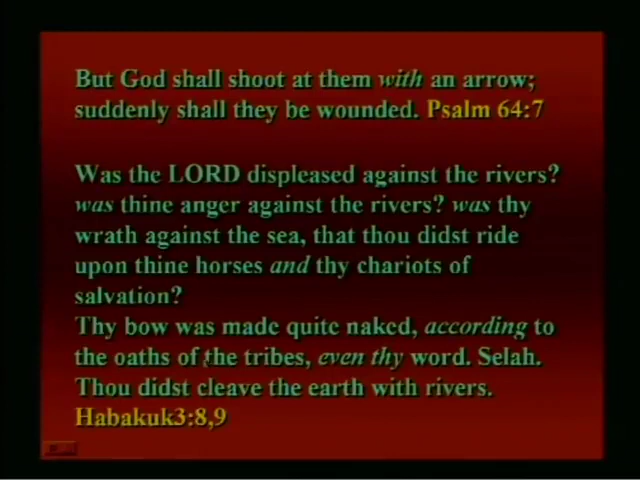 But God shall shoot at them with an arrow;
suddenly shall they be wounded. Psalm 64:7
Was the LORD displeased against the rivers?
was thine anger against the rivers? was thy
wrath against the sea, that thou didst ride
upon thine horses and thy chariots of
salvation?
Thy bow was made quite naked, according to
the oaths of the tribes, even thy word. Selah.
Thou didst cleave the earth with rivers.
Habakuk3:8,9